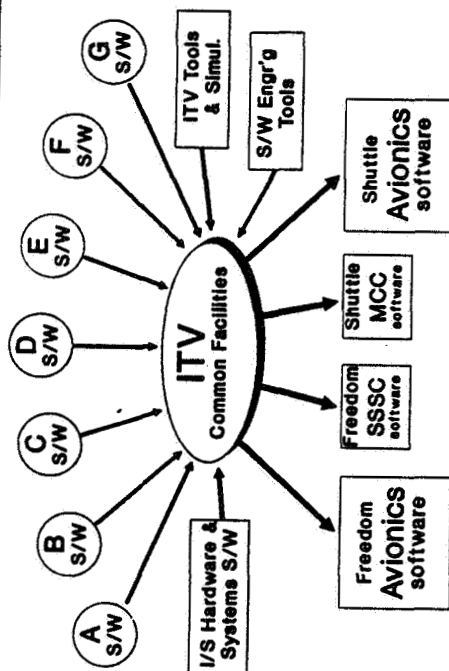 A
S/W
B
S/W
C
S/W
D
S/W
E
S/W
F
S/W
G
S/W
I/S Hardware &
Systems S/W
ITV
Common Facilities
ITV Tools
& Simul.
S/W Engr'g
Tools
Freedom
Avionics
software
Freedom
SSSC
software
Shuttle
MCC
software
Shuttle
Avionics
software